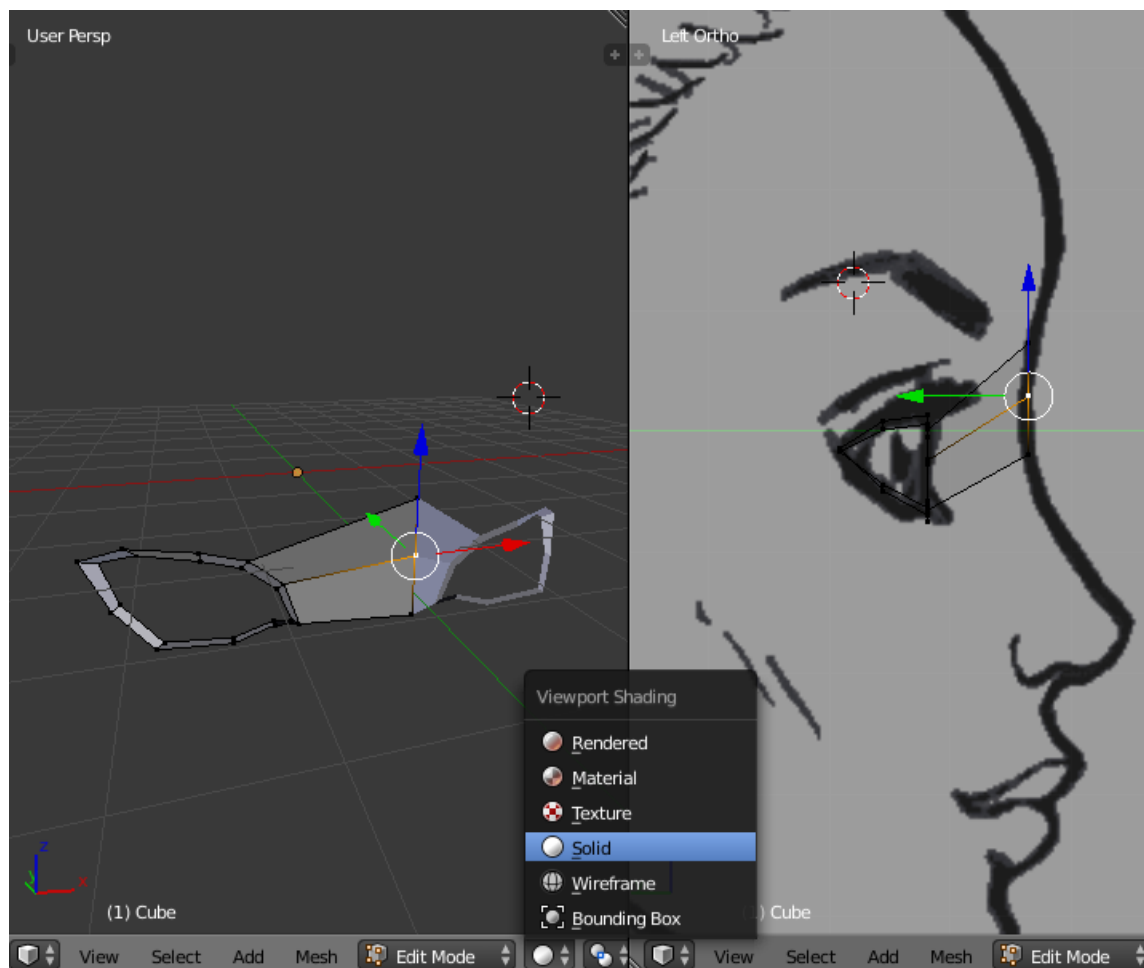 User Persp
Left Ortho
Viewport Shading
Rendered
Material
Texture
Solid
Wireframe
Bounding Box
z
y
x
(1) Cube
) Cube
View Select Add Mesh Edit Mode
View Select Add Mesh Edit Mode